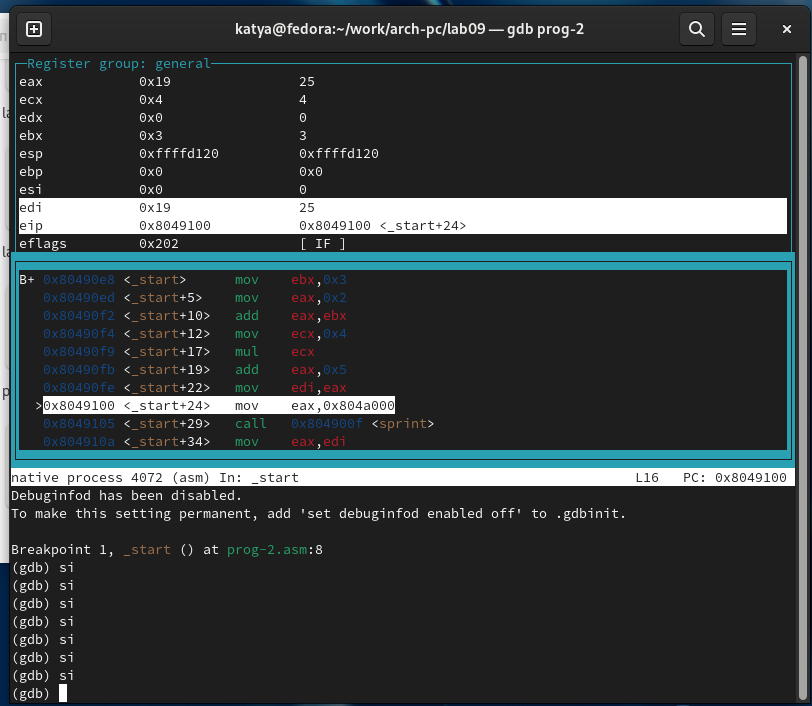 katya@fedora:~/work/arch-pc/lab09 — gdb prog-2
Register group: general
eax 0x19 25
ecx 0x4 4
edx 0x0 0
ebx 0x3 3
esp 0xffffd120 0xffffd120
ebp 0x0 0x0
esi 0x0 0
edi 0x19 25
eip 0x8049100 0x8049100 <_start+24>
eflags 0x202 [ IF ]
B+ 0x80490e8 <_start> mov ebx,0x3
0x80490ed <_start+5> mov eax,0x2
0x80490f2 <_start+10> add eax,ebx
0x80490f4 <_start+12> mov ecx,0x4
0x80490f9 <_start+17> mul ecx
0x80490fb <_start+19> add eax,0x5
0x80490fe <_start+22> mov edi,eax
>0x8049100 <_start+24> mov eax,0x804a000
0x8049105 <_start+29> call 0x804900f <sprint>
0x804910a <_start+34> mov eax,edi
native process 4072 (asm) In: _start L16 PC: 0x8049100
Debuginfod has been disabled.
To make this setting permanent, add 'set debuginfod enabled off' to .gdbinit.
Breakpoint 1, _start () at prog-2.asm:8
(gdb) si
(gdb) si
(gdb) si
(gdb) si
(gdb) si
(gdb) si
(gdb) si
(gdb)